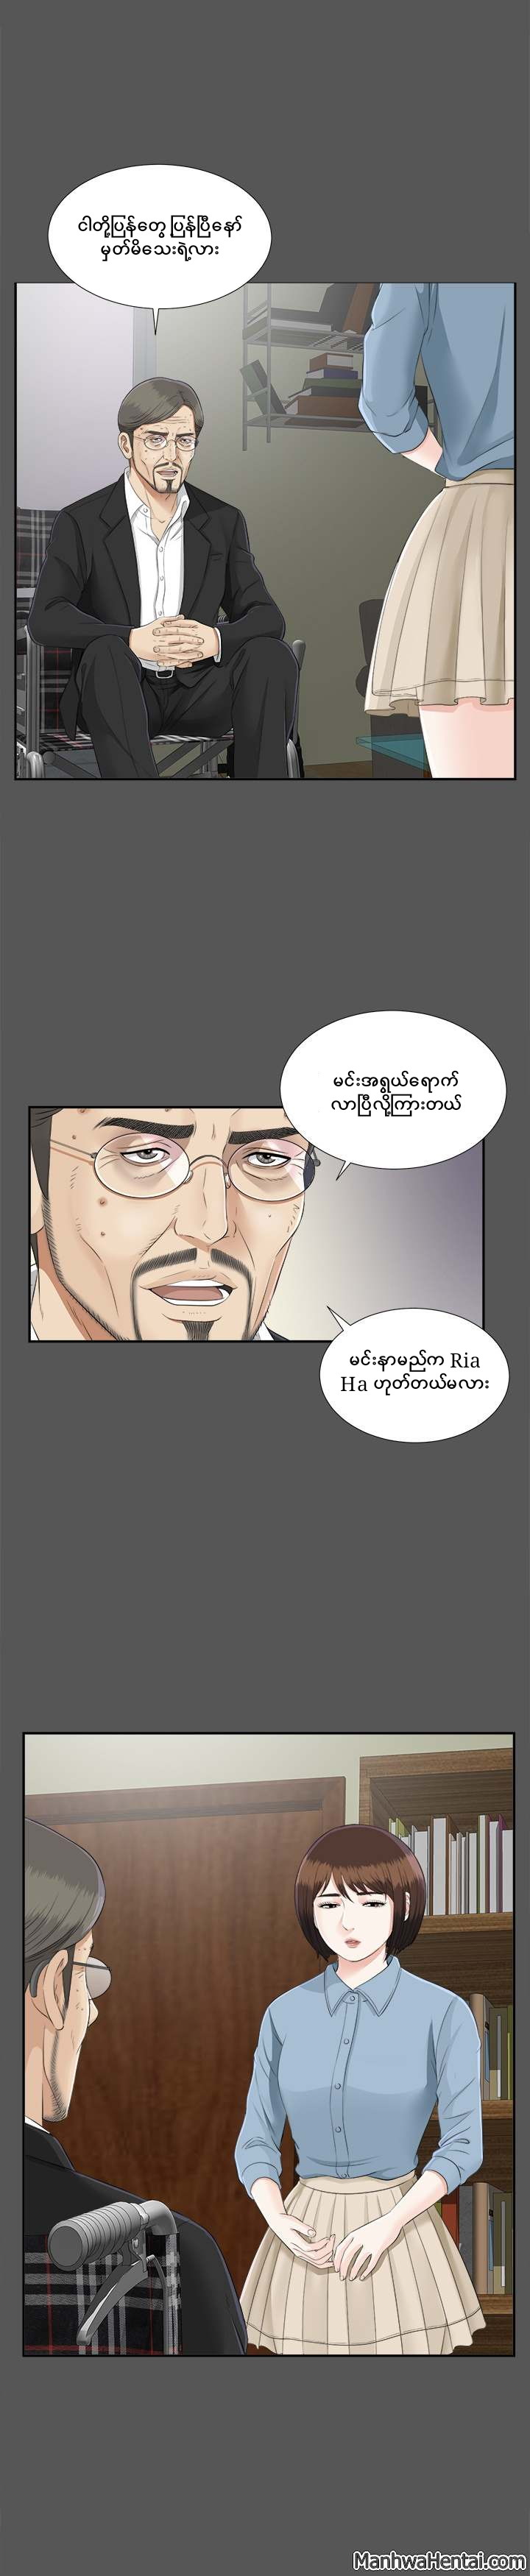 ငါတို့ပြန်တွေ့ပြန်ပြီနော်
မှတ်မိသေးရဲ့လား
မင်းအရွယ်ရောက်
လာပြီလို့ကြားတယ်
မင်းနာမည်က Ria
Ha ဟုတ်တယ်မလား
ManhwaHentai.com